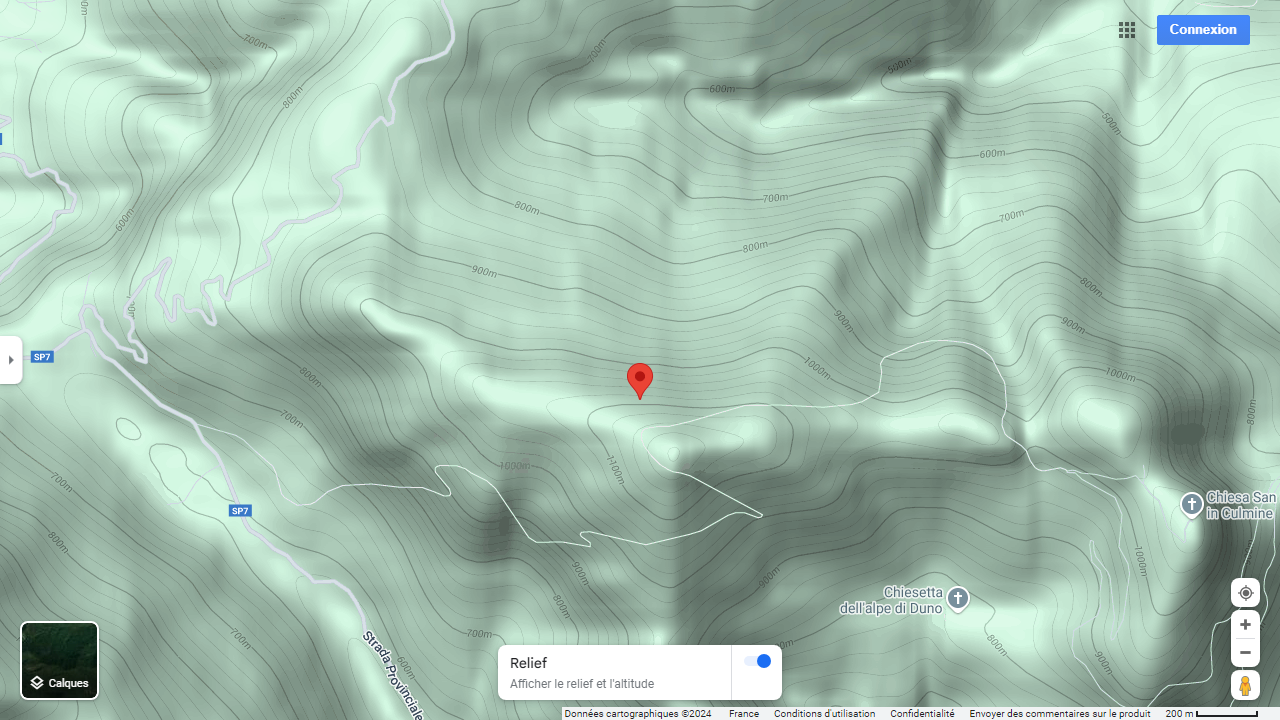 Connexion
700m
700m
500m
600m
800m
500m
600m
700m
800m
700m
600m
800m
900m
800m
900m
900m
1000m
1000m
800m
700m
800m
SP7
1000m
1100m
700m
SP7
Chiesa San
in Culmine
800m
1000m
900m
900m
Chiesetta
dell'alpe di Duno
800m
700m
700m
800m
600m
900m
Strada Provinciale
Relief
Afficher le relief et l'altitude
Calques
Données cartographiques ©2024 France Conditions d'utilisation Confidentialité Envoyer des commentaires sur le produit 200 m